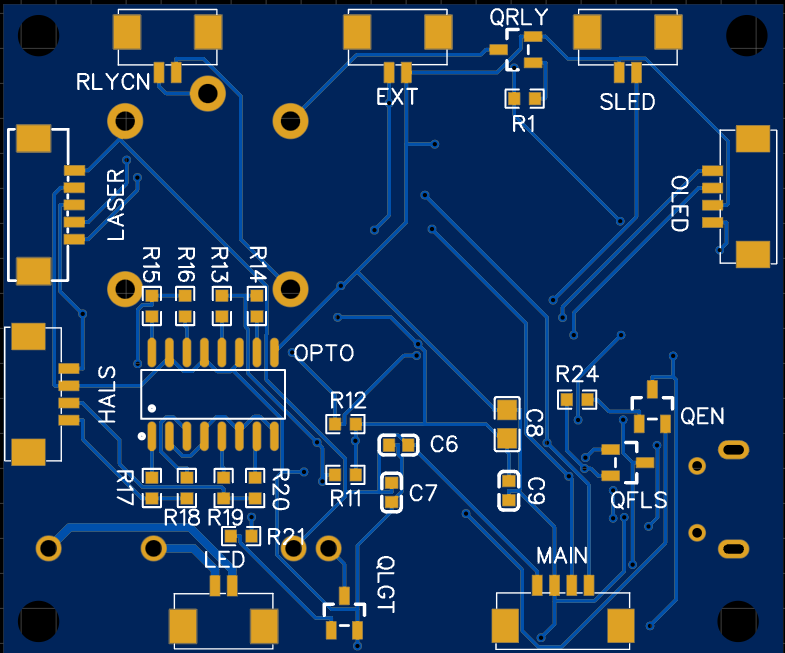 QRLY
RLYCN
EXT
SLED
R1
LASER
OLED
R15
R16
R13
R14
OPTO
HALTS
R24
R12
QEN
C8
C6
R11
C7
C9
QFLS
R17
R18
R19
R20
R21
LED
MAIN
QLGT